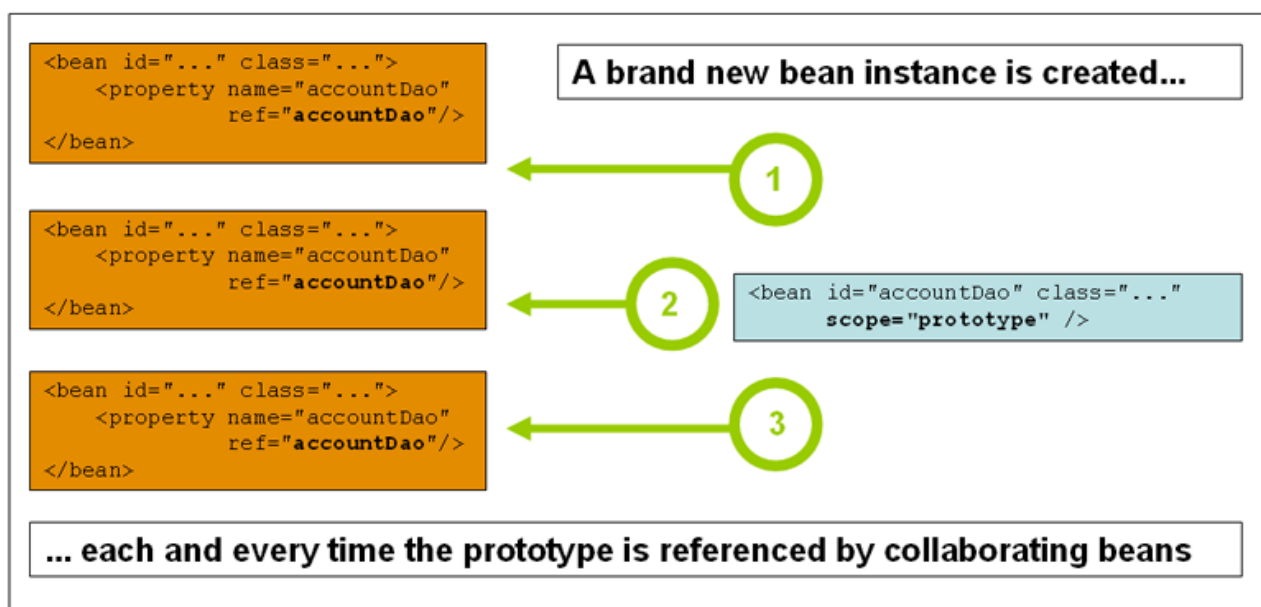 <bean id="..." class="...">
<property name="accountDao"
ref="accountDao"/>
</bean>
A brand new bean instance is created...
1
<bean id="..." class="...">
<property name="accountDao"
ref="accountDao"/>
</bean>
2
<bean id="accountDao" class="..."
scope="prototype" />
<bean id="..." class="...">
<property name="accountDao"
ref="accountDao"/>
</bean>
3
... each and every time the prototype is referenced by collaborating beans